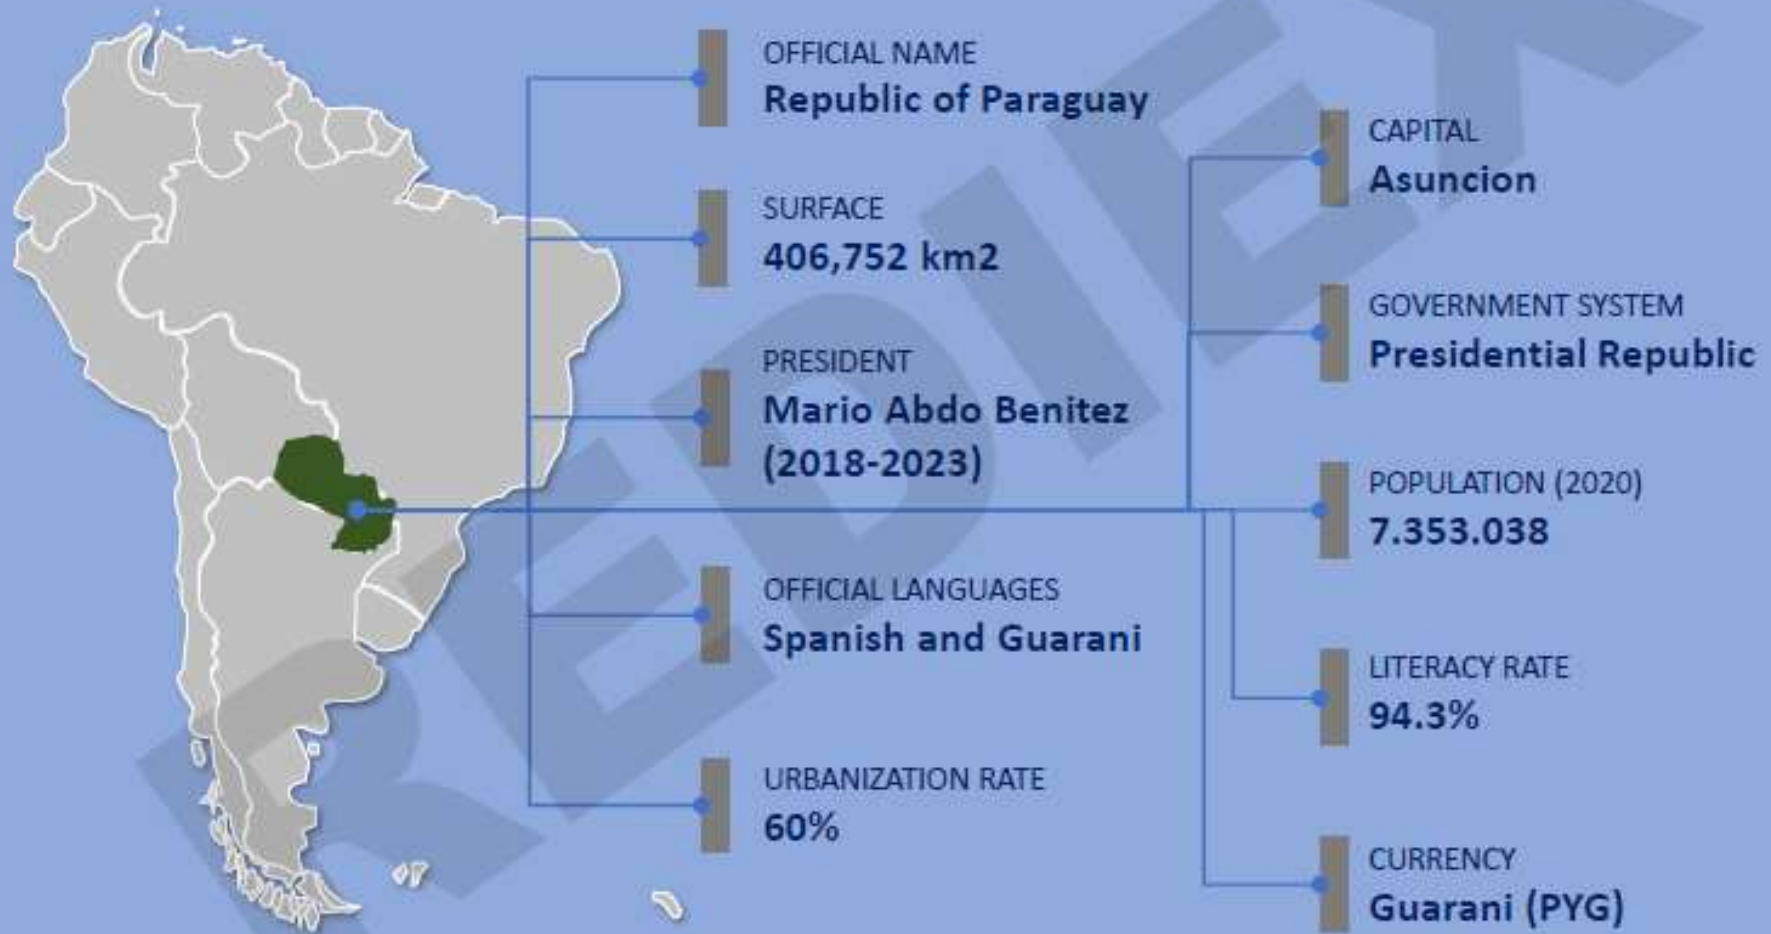 OFFICIAL NAME
Republic of Paraguay
SURFACE
406,752 km2
PRESIDENT
Mario Abdo Benitez
(2018-2023)
OFFICIAL LANGUAGES
Spanish and Guarani
URBANIZATION RATE
60%
CAPITAL
Asuncion
GOVERNMENT SYSTEM
Presidential Republic
POPULATION (2020)
7.353.038
LITERACY RATE
94.3%
CURRENCY
Guarani (PYG)
REDIEX